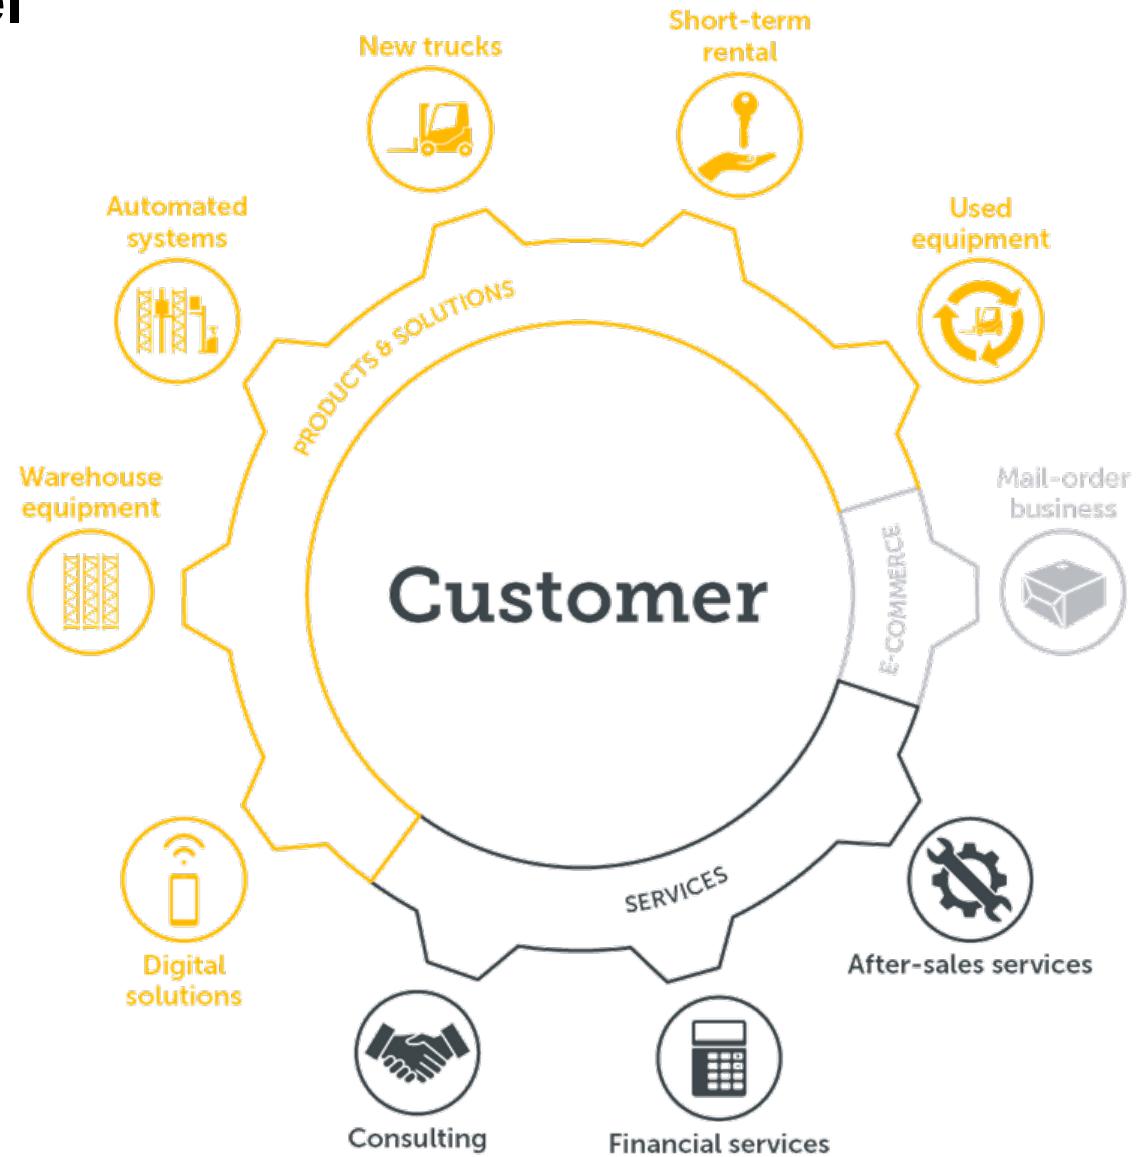 New trucks
Short-term
rental
Automated
systems
Used
equipment
PRODUCTS & SOLUTIONS
Warehouse
equipment
Mail-order
business
E-COMMERCE
Customer
SERVICES
Digital
solutions
After-sales services
Consulting
Financial services